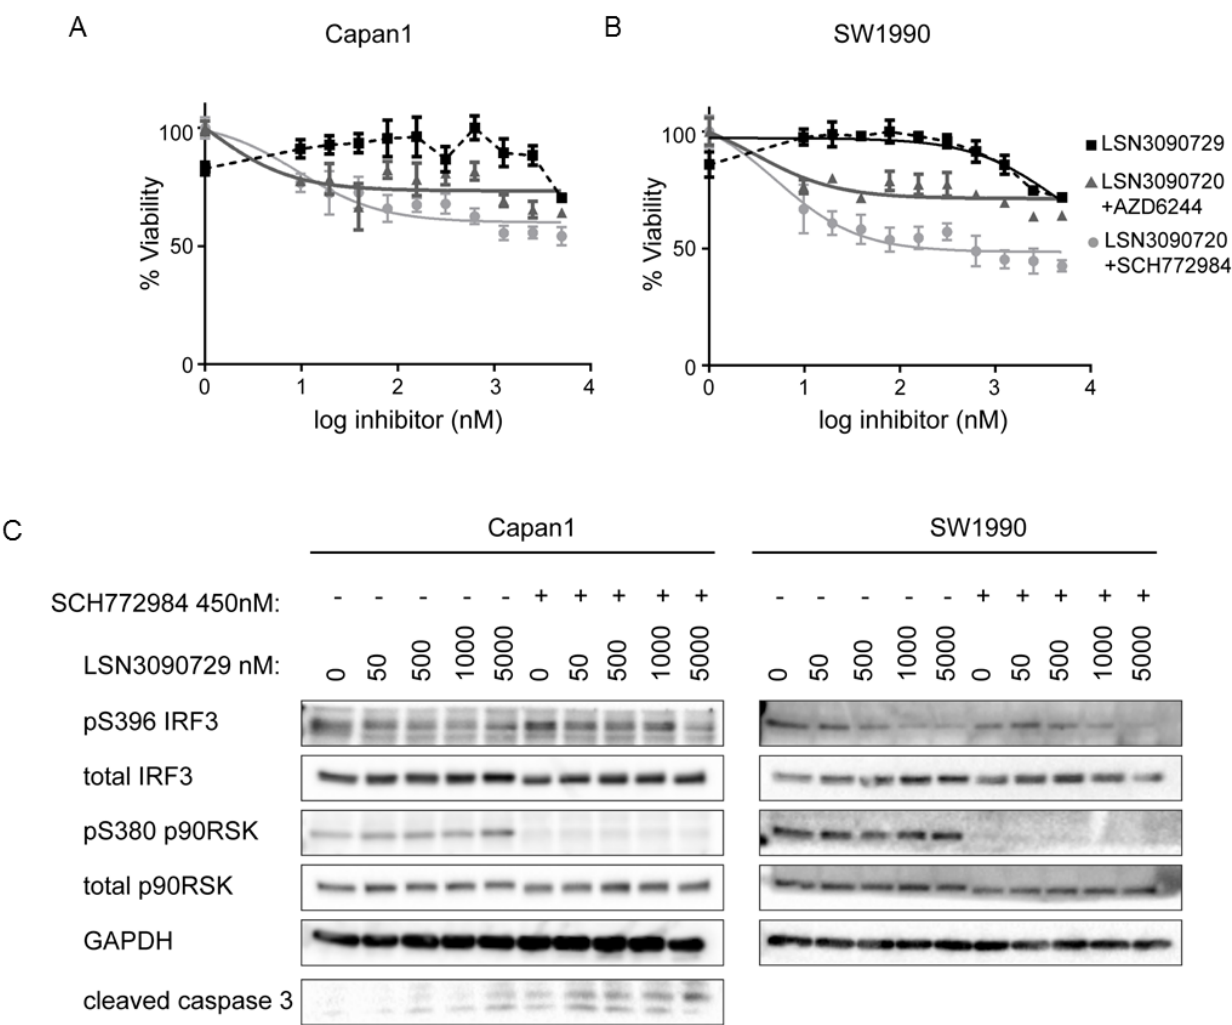 A
Capan1
B
SW1990
100
50
0
% Viability
0 1 2 3 4
log inhibitor (nM)
100
50
0
% Viability
0 1 2 3 4
log inhibitor (nM)
LSN3090729
LSN3090720
+AZD6244
LSN3090720
+SCH772984
C
Capan1 SW1990
SCH772984 450nM: - - - - - + + + + + - - - - - + + + + +
LSN3090729 nM: 0 50 500 1000 5000 0 50 500 1000 5000 0 50 500 1000 5000 0 50 500 1000 5000
pS396 IRF3
total IRF3
pS380 p90RSK
total p90RSK
GAPDH
cleaved caspase 3